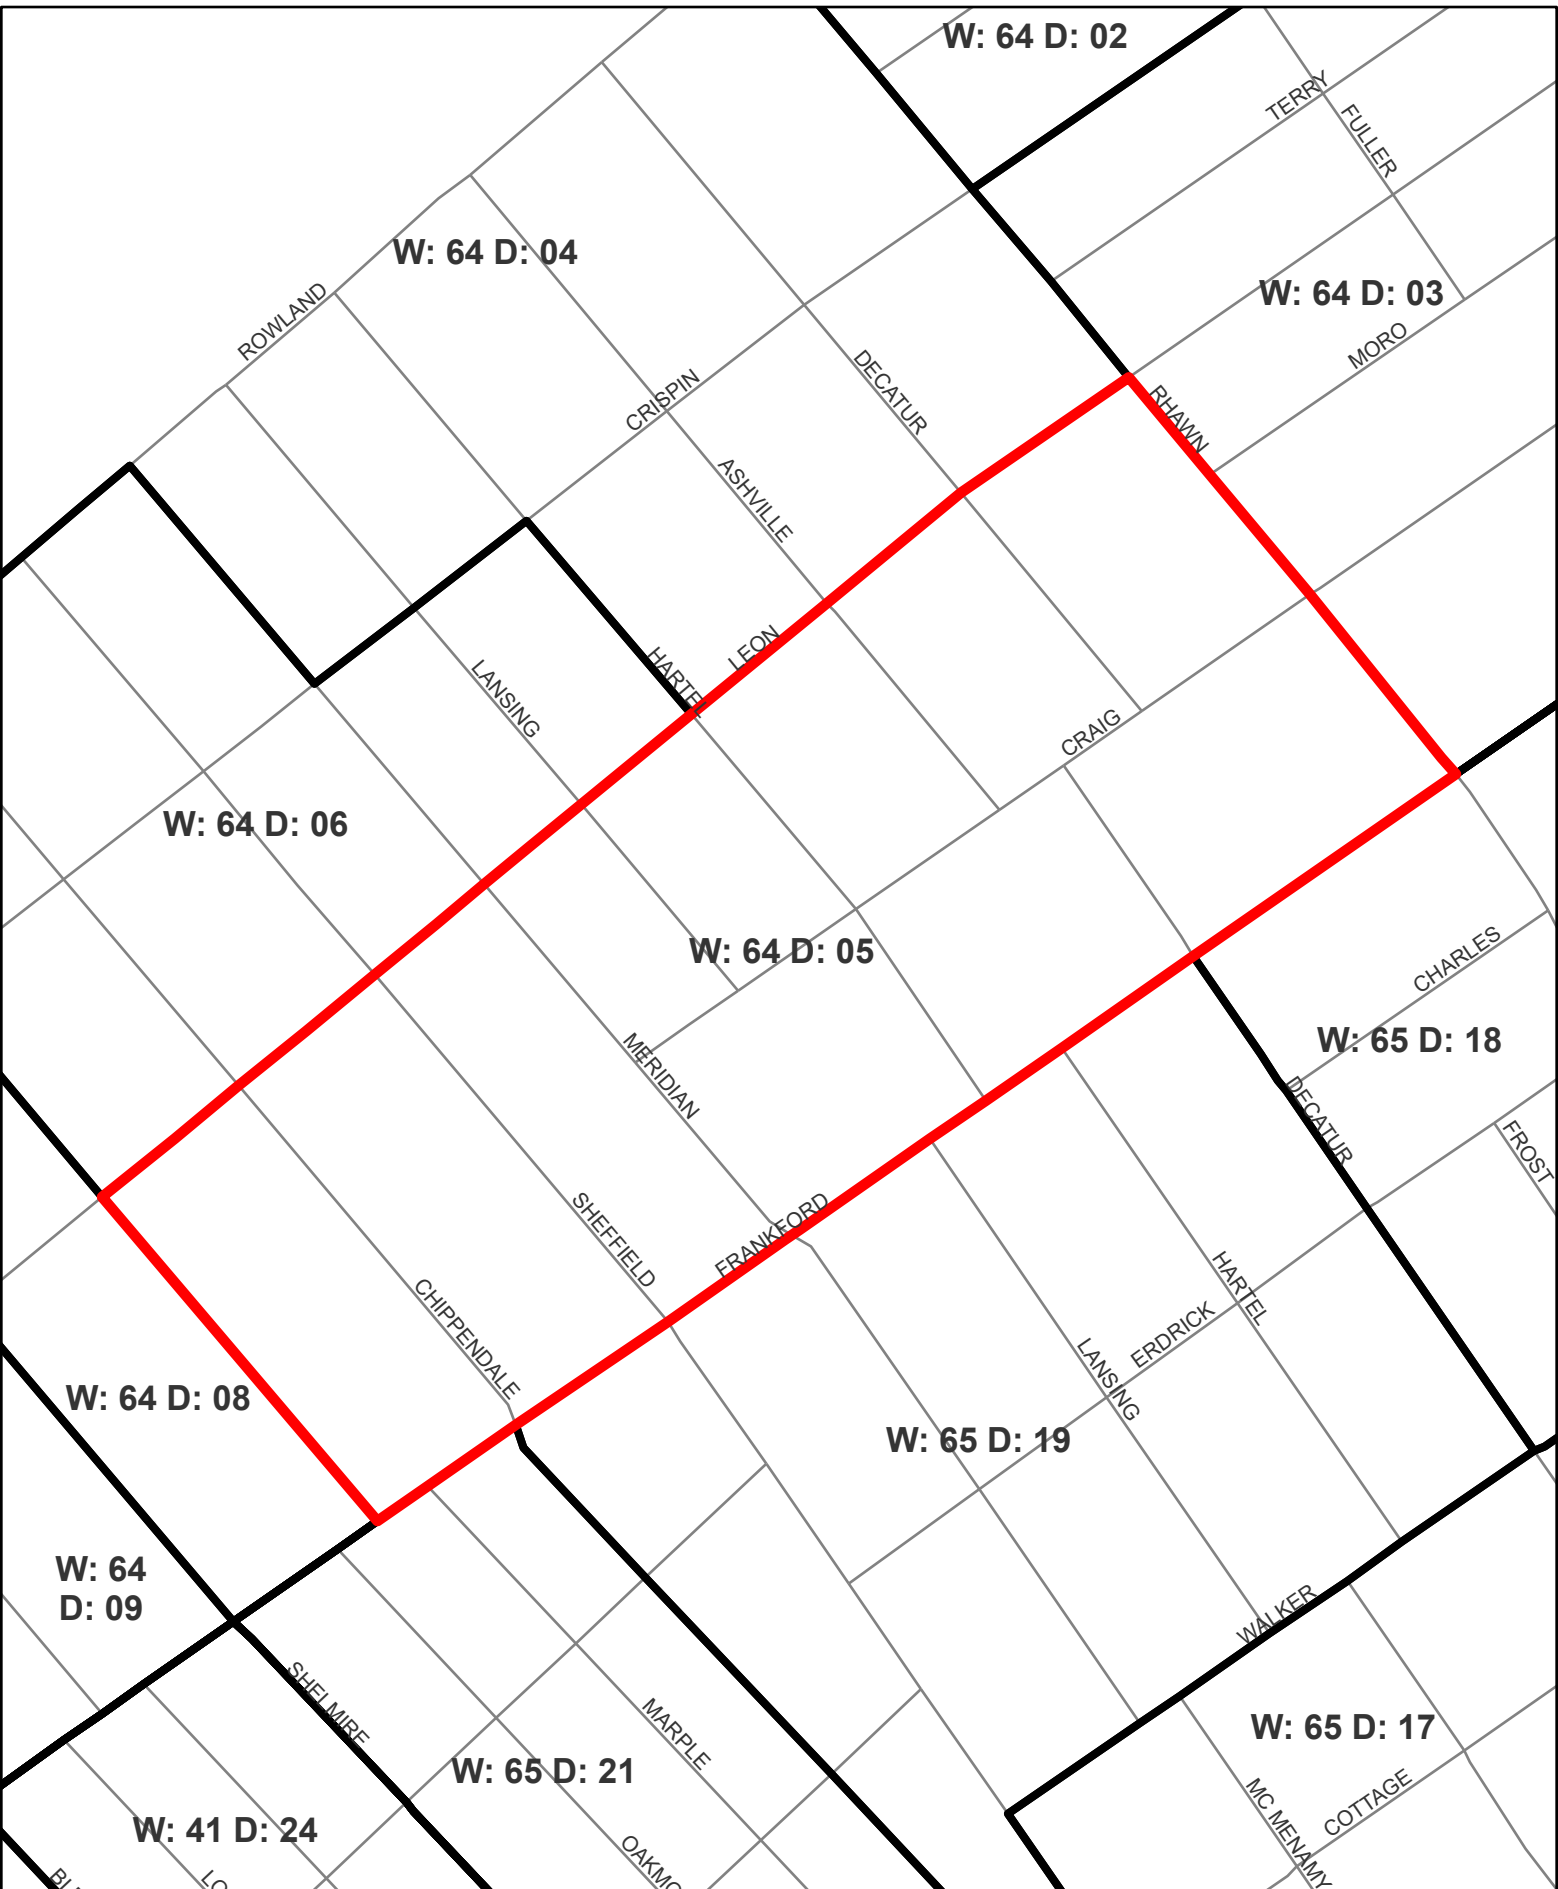 W: 64 D: 02
TERRY
FULLER
W: 64 D: 04
W: 64 D: 03
ROWLAND
MORO
CRISPIN
DECATUR
RHAWN
ASHVILLE
LEON
HARTEL
LANSING
CRAIG
W: 64 D: 06
W: 64 D: 05
CHARLES
W: 65 D: 18
MERIDIAN
DECATUR
FROST
SHEFFIELD
FRANKFORD
CHIPPENDALE
HARTEL
ERDRICK
LANSING
W: 64 D: 08
W: 65 D: 19
W: 64
D: 09
WALKER
SHELMIRE
MARPLE
W: 65 D: 17
W: 65 D: 21
COTTAGE
MC MENAMY
W: 41 D: 24
OAKMO
LO